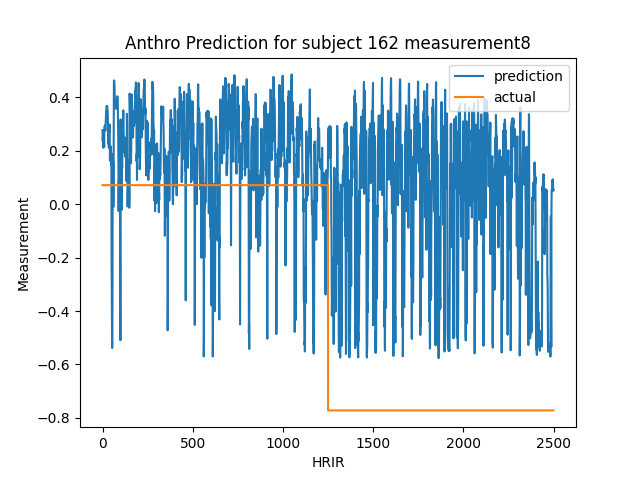 Anthro Prediction for subject 162 measurement8
prediction
actual
0.4
0.2
0.0
−0.2
−0.4
−0.6
−0.8
Measurement
0
500
1000
1500
2000
2500
HRIR